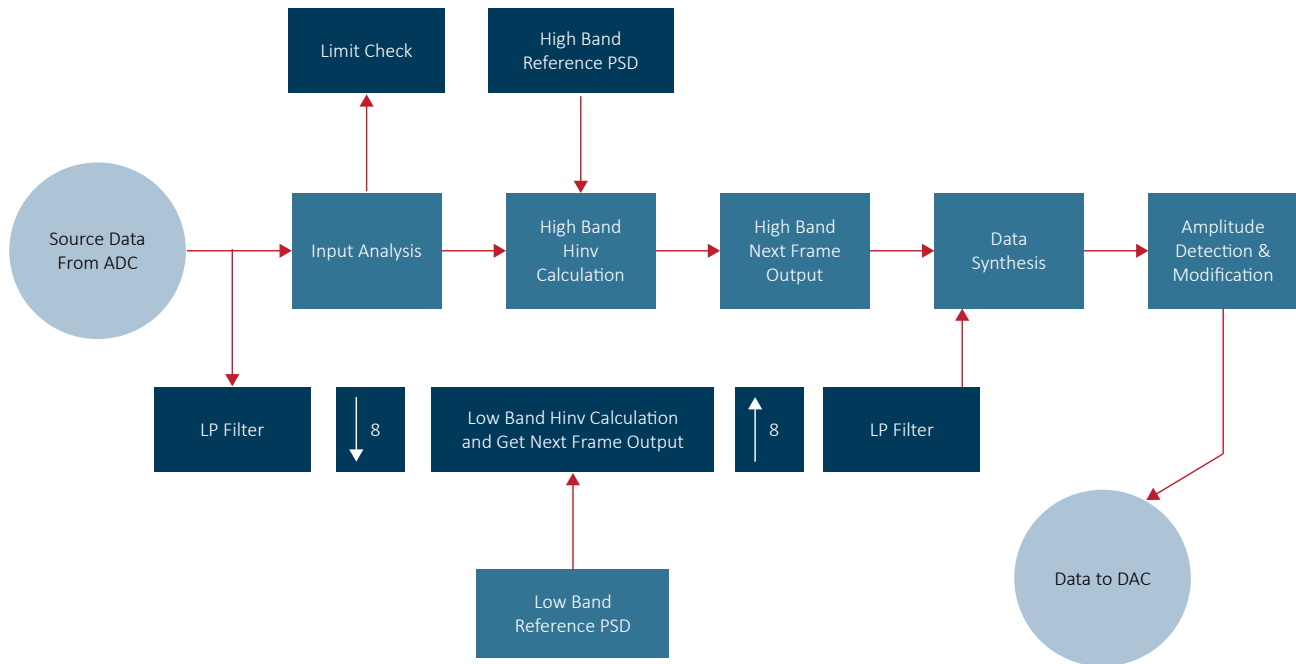 Limit Check
High Band
Reference PSD
Source Data
From ADC
Input Analysis
High Band
Hinv
Calculation
High Band
Next Frame
Output
Data
Synthesis
Amplitude
Detection &
Modification
LP Filter
8
Low Band Hinv Calculation
and Get Next Frame Output
8
LP Filter
Data to DAC
Low Band
Reference PSD